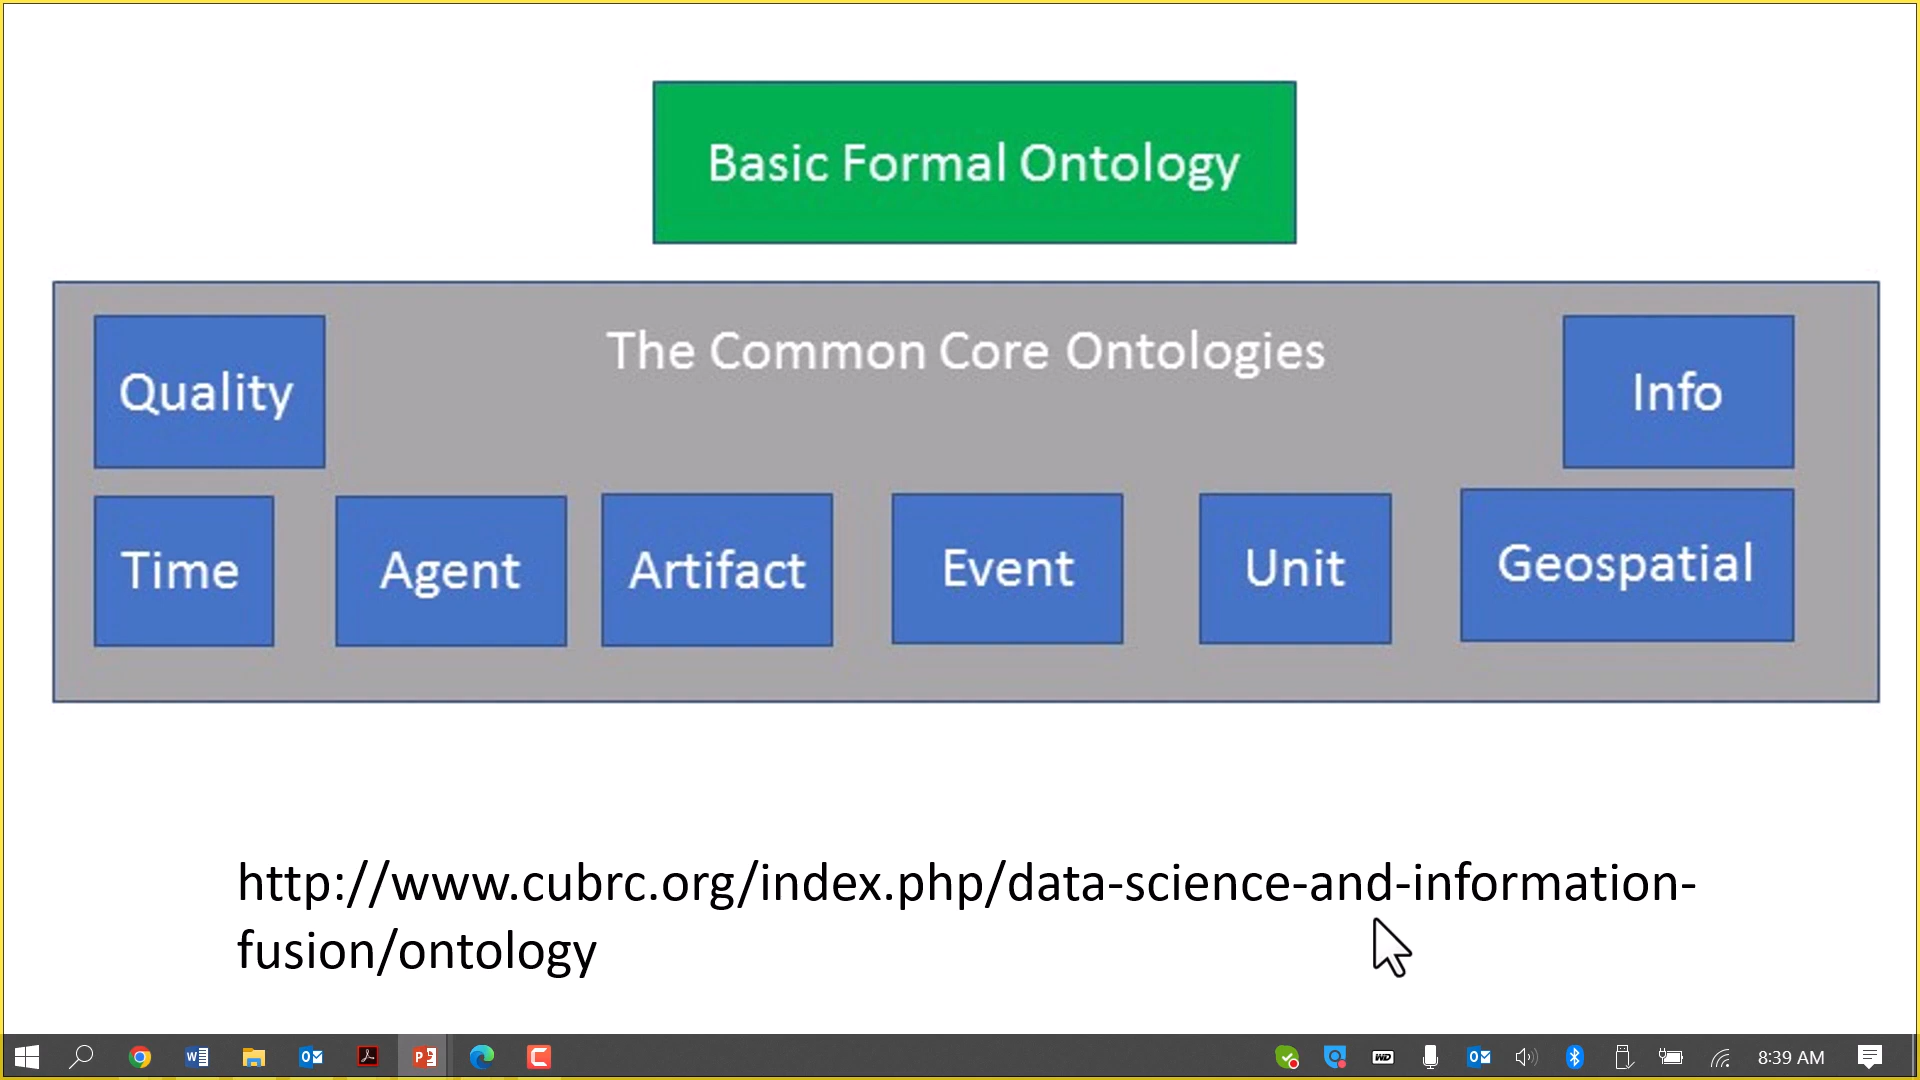 Basic Formal Ontology
The Common Core Ontologies
Quality
Info
Time
Agent
Artifact
Event
Unit
Geospatial
http://www.cubrc.org/index.php/data-science-and-information-
fusion/ontology
8:39 AM